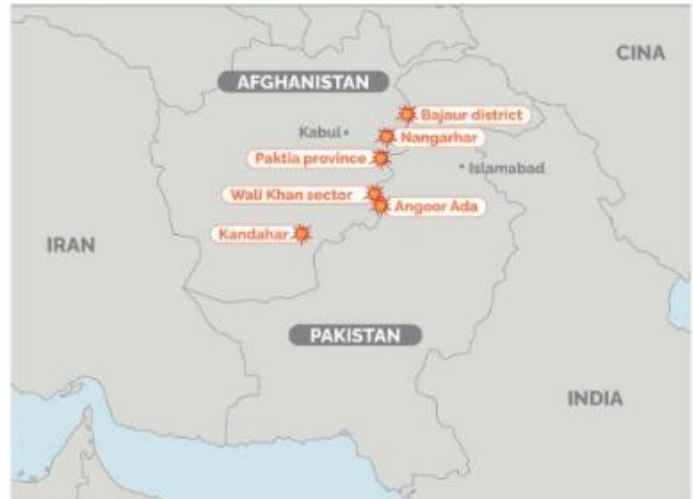 CINA
AFGHANISTAN
Bajaur district
Kabul
Nangarhar
Paktia province
Islamabad
Wali Khan sector
Angoor Ada
Kandahar
IRAN
PAKISTAN
INDIA